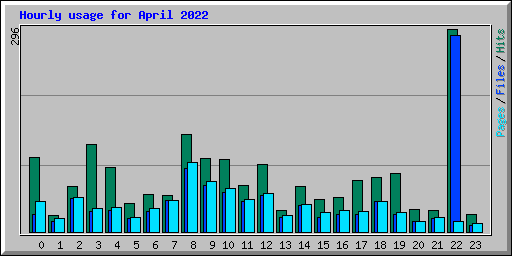 Hourly usage for April 2022
296
Pages / Files / Hits
0 1 2 3 4 5 6 7 8 9 10 11 12 13 14 15 16 17 18 19 20 21 22 23